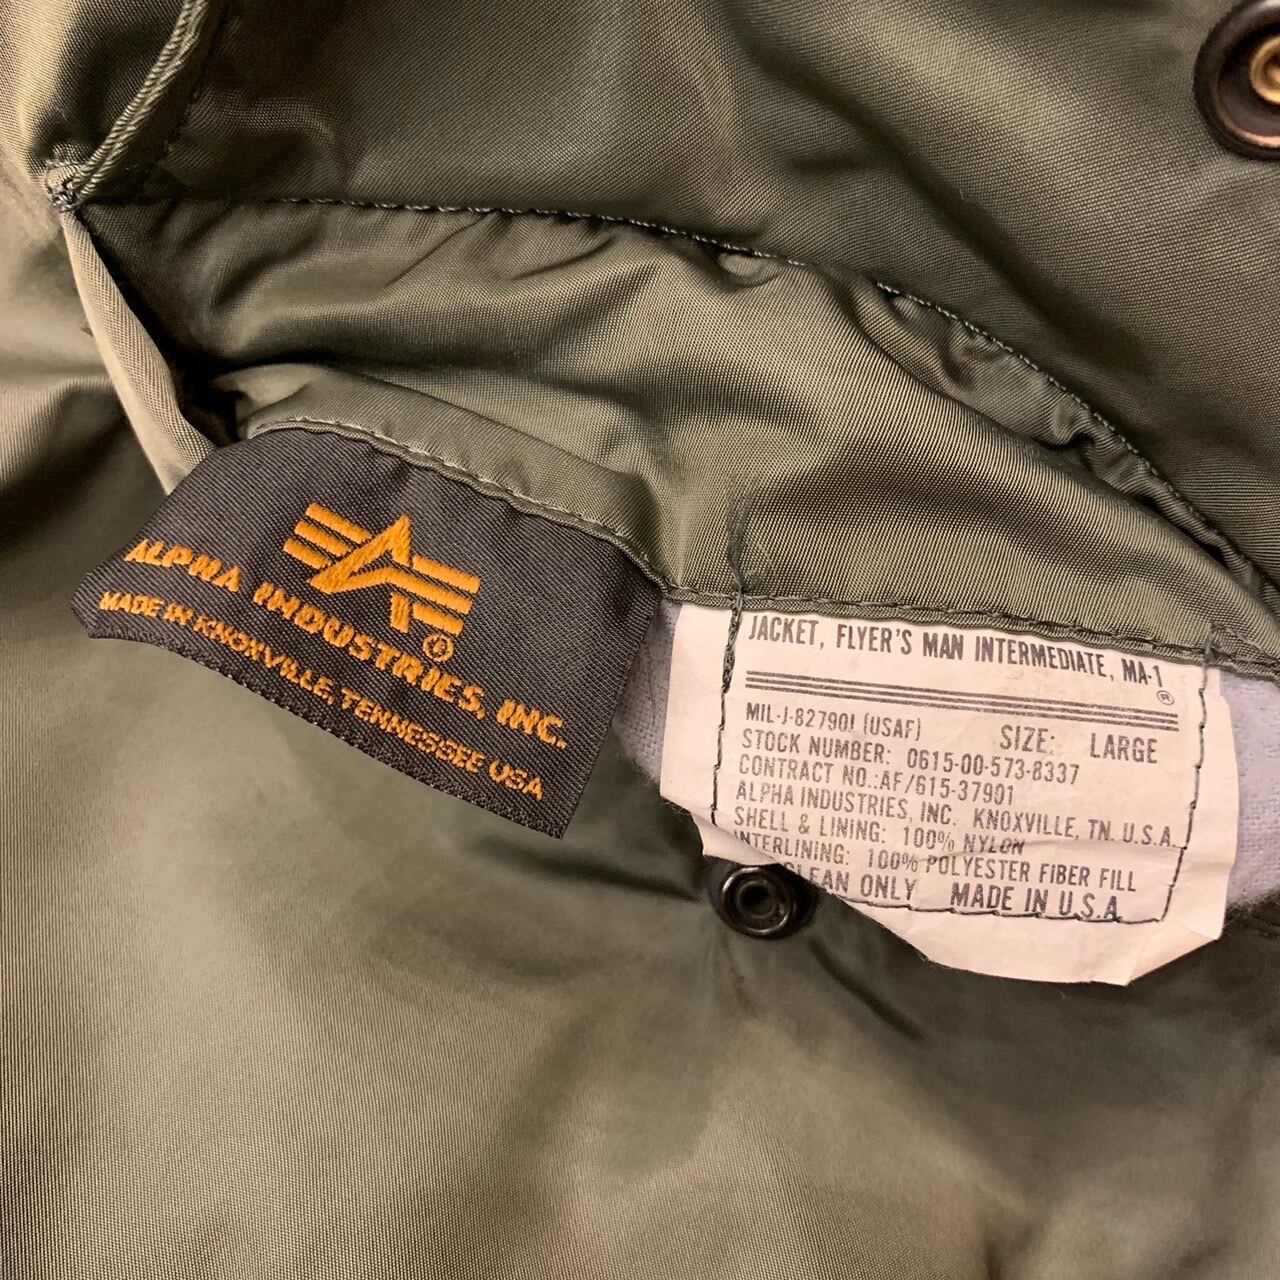 ALPHA INDUSTRIES, INC.
®
MADE IN KNOXVILLE, TENNESSEE USA
JACKET, FLYER'S MAN INTERMEDIATE, MA-1
®
MIL-J-8279OI (USAF) SIZE: LARGE
STOCK NUMBER: 0615-00-573-8337
CONTRACT NO.:AF/615-37901
ALPHA INDUSTRIES, INC. KNOXVILLE, TN. U.S.A.
SHELL & LINING: 100% NYLON
INTERLINING: 100% POLYESTER FIBER FILL
CLEAN ONLY MADE IN U.S.A.